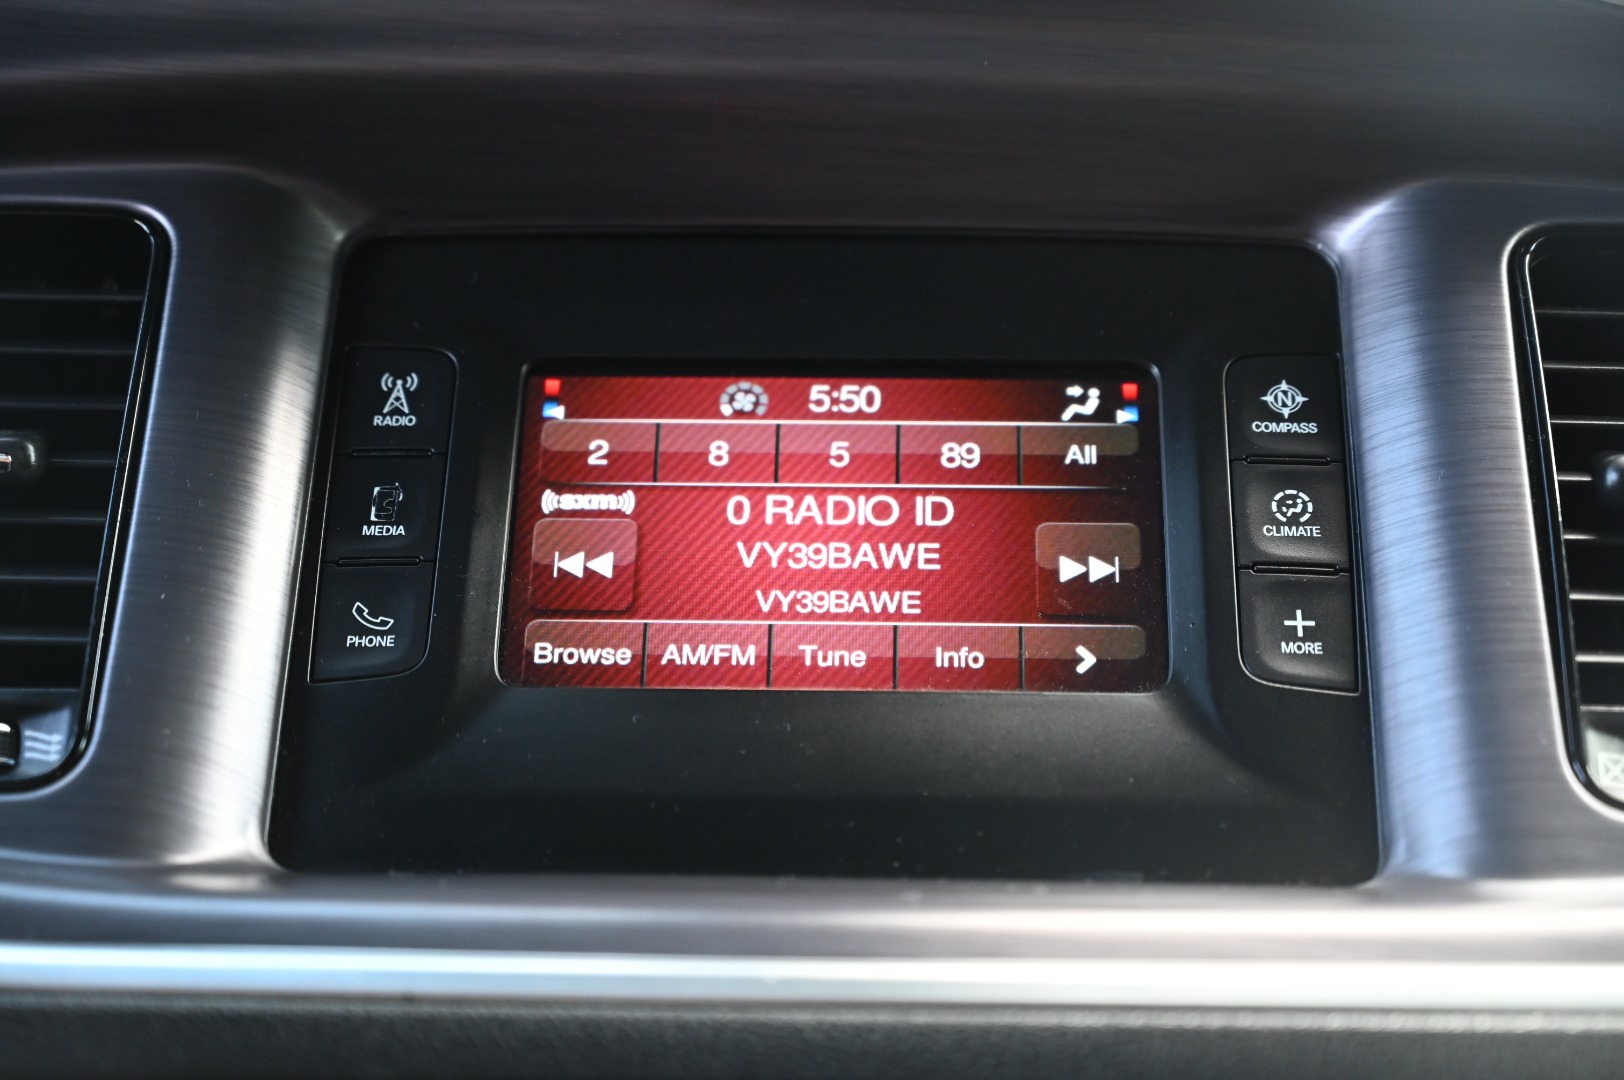 5:50
2 8 5 89 All
sxm
0 RADIO ID
VY39BAWE
VY39BAWE
Browse AM/FM Tune Info
RADIO
MEDIA
PHONE
N
COMPASS
CLIMATE
MORE